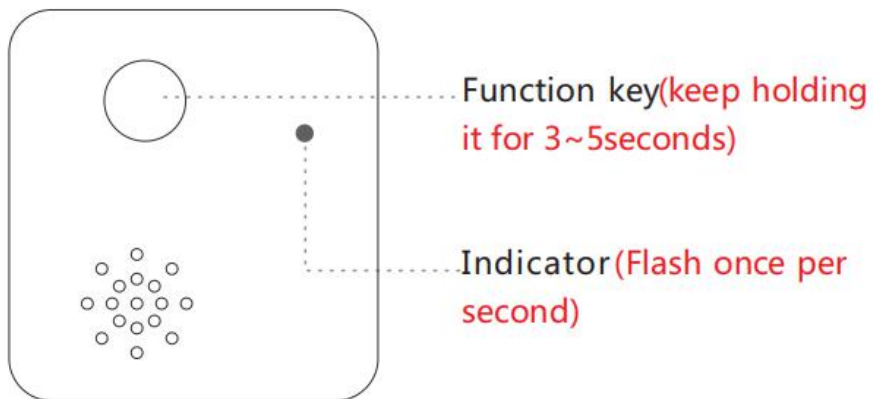 Function key(keep holding
it for 3~5seconds)
Indicator(Flash once per
second)